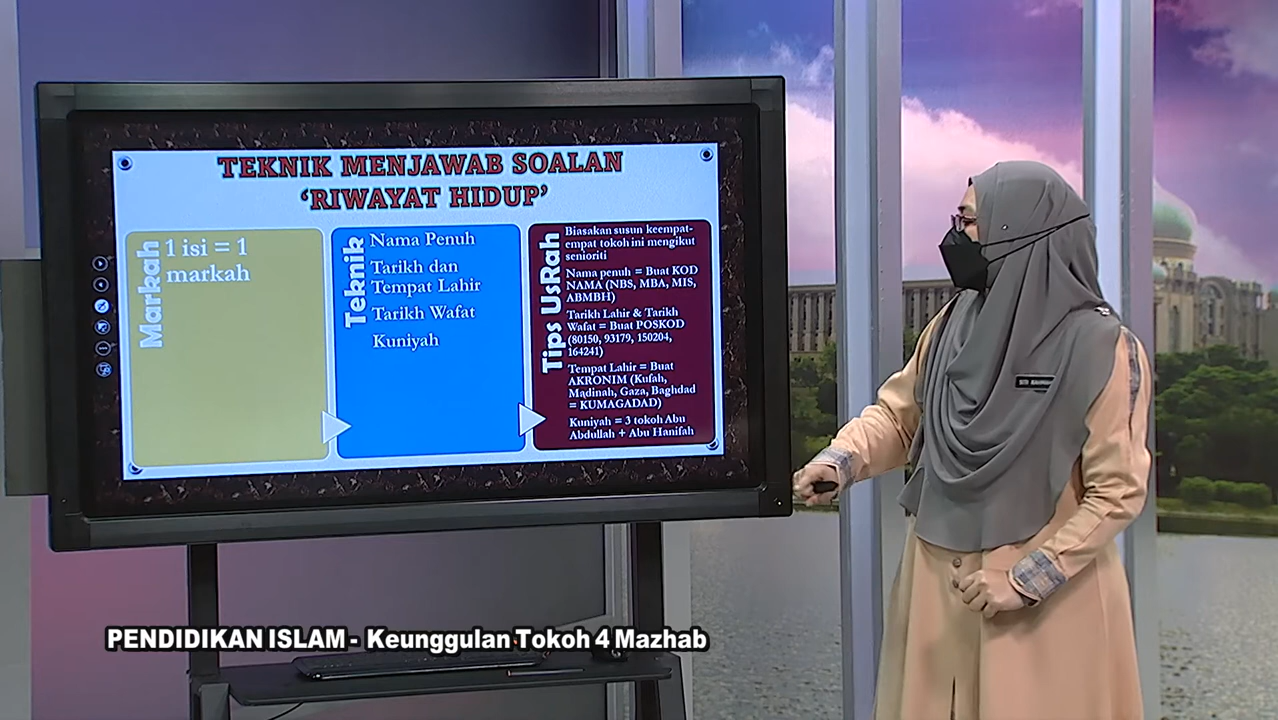 TEKNIK MENJAWAB SOALAN
‘RIWAYAT HIDUP’
Markah
1 isi = 1
markah
Teknik
Nama Penuh
Tarikh dan
Tempat Lahir
Tarikh Wafat
Kuniyah
Tips UsRah
Biasakan susun keempat-
empat tokoh ini mengikut
senioriti
Nama penuh = Buat KOD
NAMA (NBS, MBA, MIS,
ABMBH)
Tarikh Lahir & Tarikh
Wafat = Buat POSKOD
(80150, 93179, 150204,
164241)
Tempat Lahir = Buat
AKRONIM (Kufah,
Madinah, Gaza, Baghdad
= KUMAGADAD)
Kuniyah = 3 tokoh Abu
Abdullah + Abu Hanifah
PENDIDIKAN ISLAM - Keunggulan Tokoh 4 Mazhab